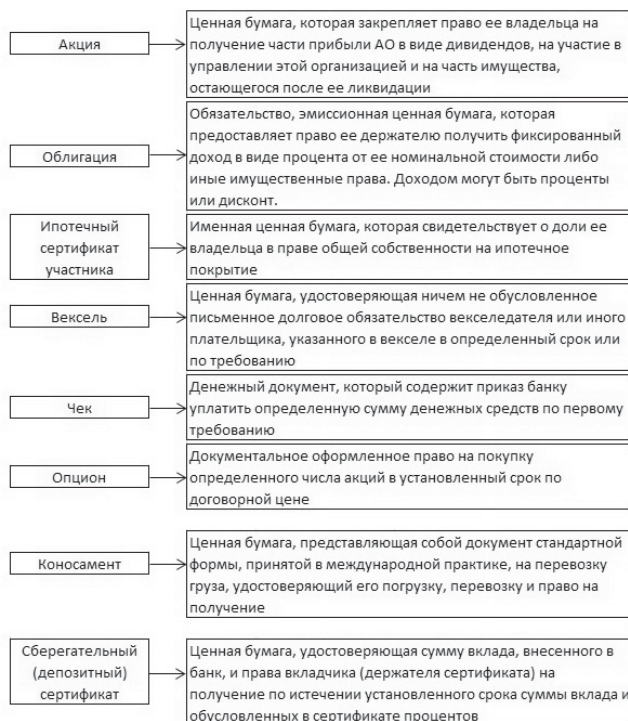 Акция
Ценная бумага, которая закрепляет право ее владельца на
получение части прибыли АО в виде дивидендов, на участие в
управлении этой организацией и на часть имущества,
остающегося после ее ликвидации
Облигация
Обязательство, эмиссионная ценная бумага, которая
предоставляет право ее держателю получить фиксированный
доход в виде процента от ее номинальной стоимости либо
иные имущественные права. Доходом могут быть проценты
или дисконт.
Ипотечный
сертификат
участника
Именная ценная бумага, которая свидетельствует о доли ее
владельца в праве общей собственности на ипотечное
покрытие
Вексель
Ценная бумага, удостоверяющая ничем не обусловленное
письменное долговое обязательство векселедателя или иного
плательщика, указанного в векселе в определенный срок или
по требованию
Чек
Денежный документ, который содержит приказ банку
уплатить определенную сумму денежных средств по первому
требованию
Опцион
Документальное оформленное право на покупку
определенного числа акций в установленный срок по
договорной цене
Коносамент
Ценная бумага, представляющая собой документ стандартной
формы, принятой в международной практике, на перевозку
груза, удостоверяющий его погрузку, перевозку и право на
получение
Сберегательный
(депозитный)
сертификат
Ценная бумага, удостоверяющая сумму вклада, внесенного в
банк, и права вкладчика (держателя сертификата) на
получение по истечении установленного срока суммы вклада и
обусловленных в сертификате процентов